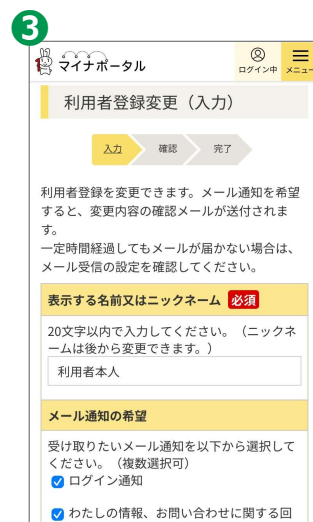 3
マイナポータル
ログイン中
メニュー
利用者登録変更（入力）
入力
確認
完了
利用者登録を変更できます。メール通知を希望
すると、変更内容の確認メールが送付されま
す。
一定時間経過してもメールが届かない場合は、
メール受信の設定を確認してください。
表示する名前又はニックネーム 必須
20文字以内で入力してください。（ニックネ
ームは後から変更できます。）
利用者本人
メール通知の希望
受け取りたいメール通知を以下から選択して
ください。（複数選択可）
ログイン通知
わたしの情報、お問い合わせに関する回